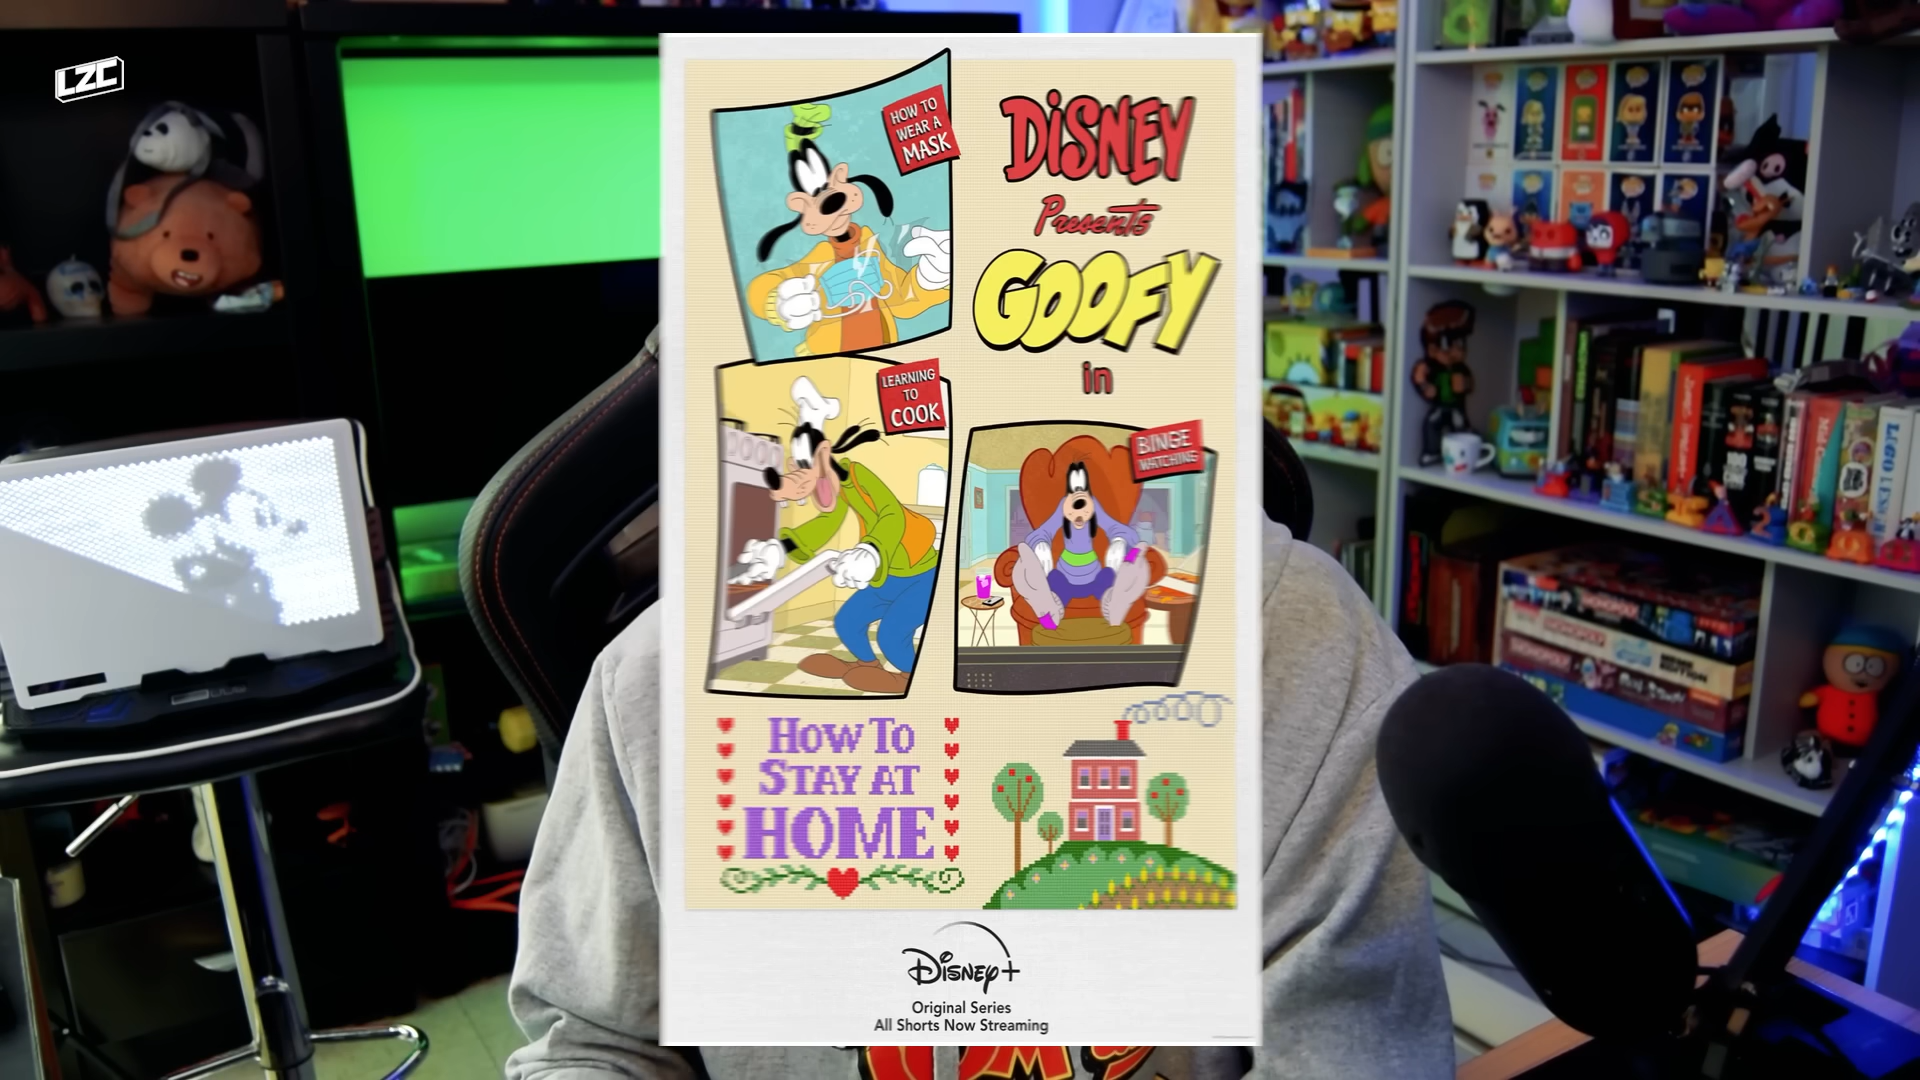 LZC
HOW TO
WEAR A
MASK
DiSNEY
Presents
GOOFY
in
LEARNING
TO
COOK
BINGE
WATCHING
HOW TO
STAY AT
HOME
Disney+
Original Series
All Shorts Now Streaming
MONOPOLY